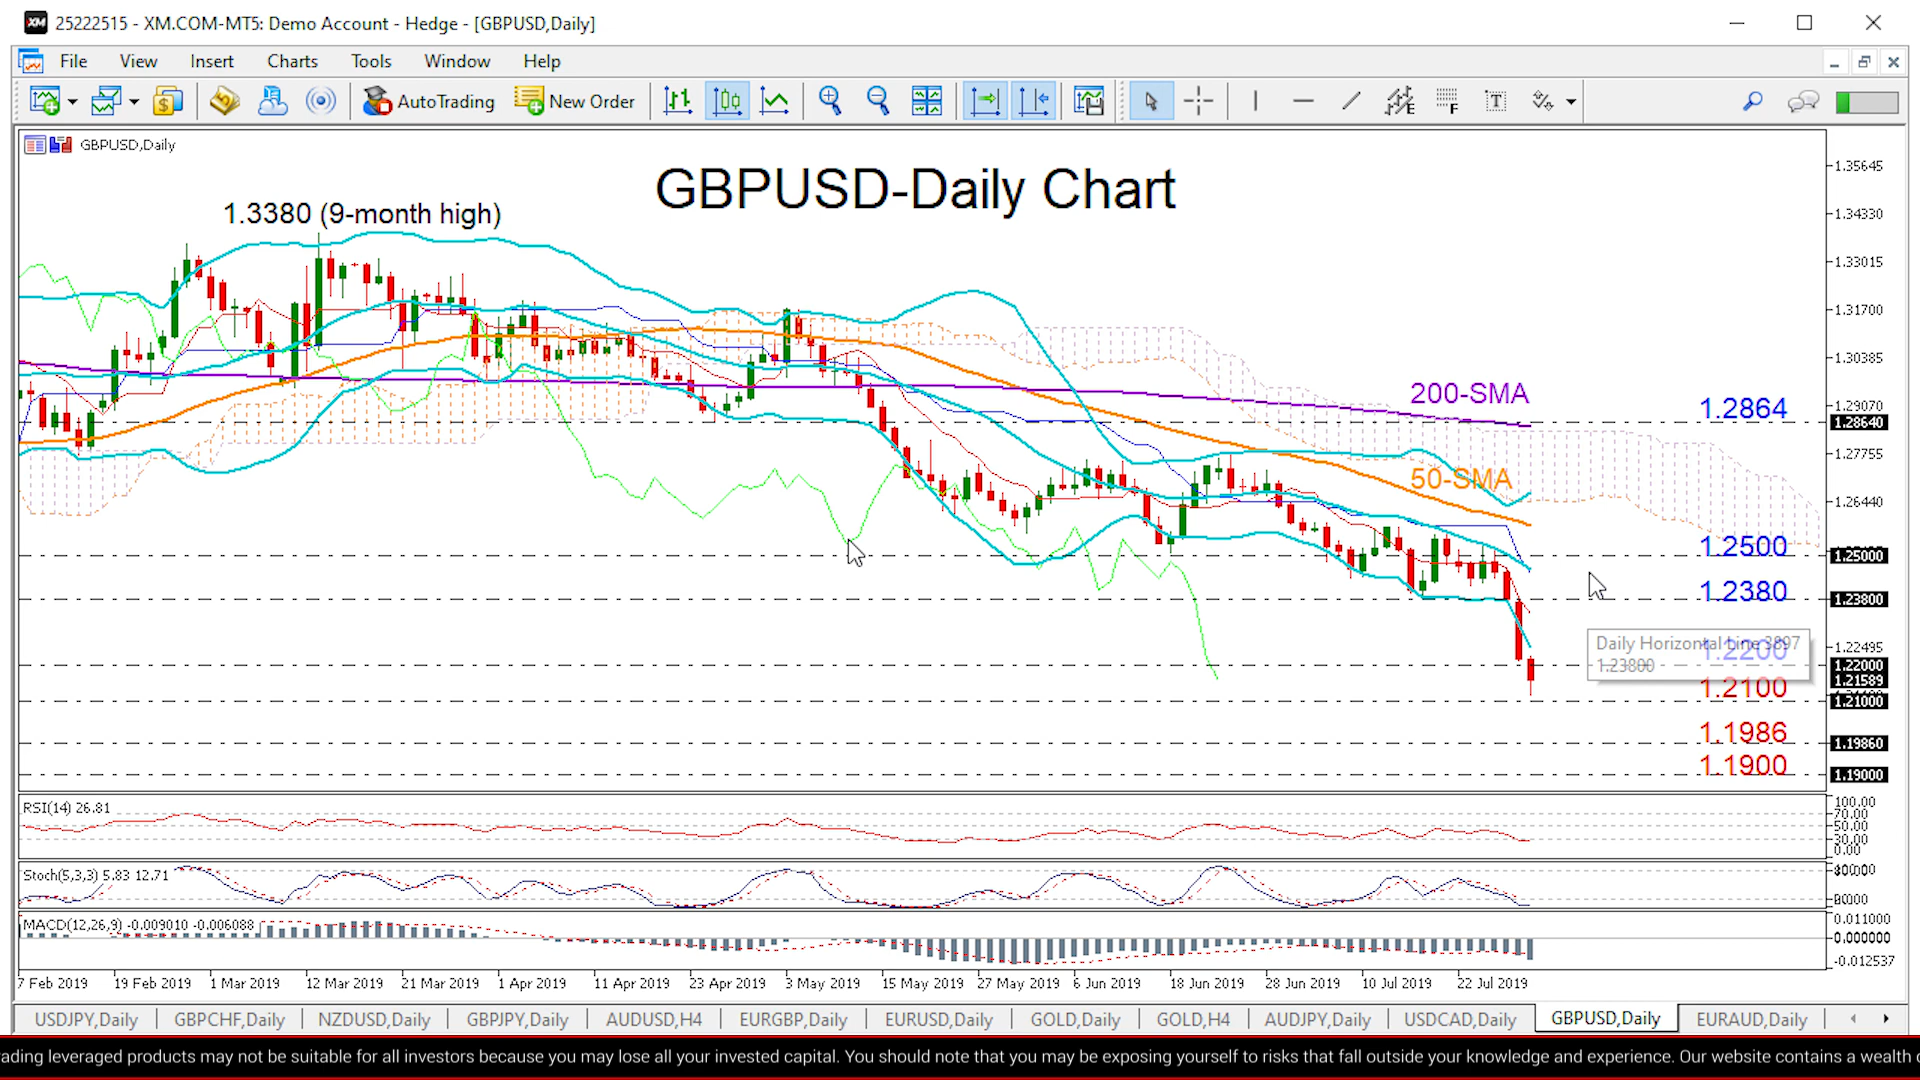 25222515 - XM.COM-MT5: Demo Account - Hedge - [GBPUSD,Daily]
File View Insert Charts Tools Window Help
AutoTrading New Order
GBPUSD,Daily
GBPUSD-Daily Chart
1.3380 (9-month high)
200-SMA
50-SMA
1.2864
1.2500
1.2380
Daily Horizontal Line 3897
1.23800
1.2200
1.2100
1.1986
1.1900
1.35645
1.34330
1.33015
1.31700
1.30385
1.29070
1.28640
1.27755
1.26440
1.25000
1.23800
1.22495
1.22000
1.21589
1.21000
1.19860
1.19000
RSI(14) 26.81
100.00
70.00
50.00
30.00
0.00
Stoch(5,3,3) 5.83 12.71
MACD(12,26,9) -0.009010 -0.006088
0.011000
0.000000
-0.012537
7 Feb 2019 19 Feb 2019 1 Mar 2019 12 Mar 2019 21 Mar 2019 1 Apr 2019 11 Apr 2019 23 Apr 2019 3 May 2019 15 May 2019 27 May 2019 6 Jun 2019 18 Jun 2019 28 Jun 2019 10 Jul 2019 22 Jul 2019
USDJPY,Daily GBPCHF,Daily NZDUSD,Daily GBPJPY,Daily AUDUSD,H4 EURGBP,Daily EURUSD,Daily GOLD,Daily GOLD,H4 AUDJPY,Daily USDCAD,Daily GBPUSD,Daily EURAUD,Daily
rading leveraged products may not be suitable for all investors because you may lose all your invested capital. You should note that you may be exposing yourself to risks that fall outside your knowledge and experience. Our website contains a wealth